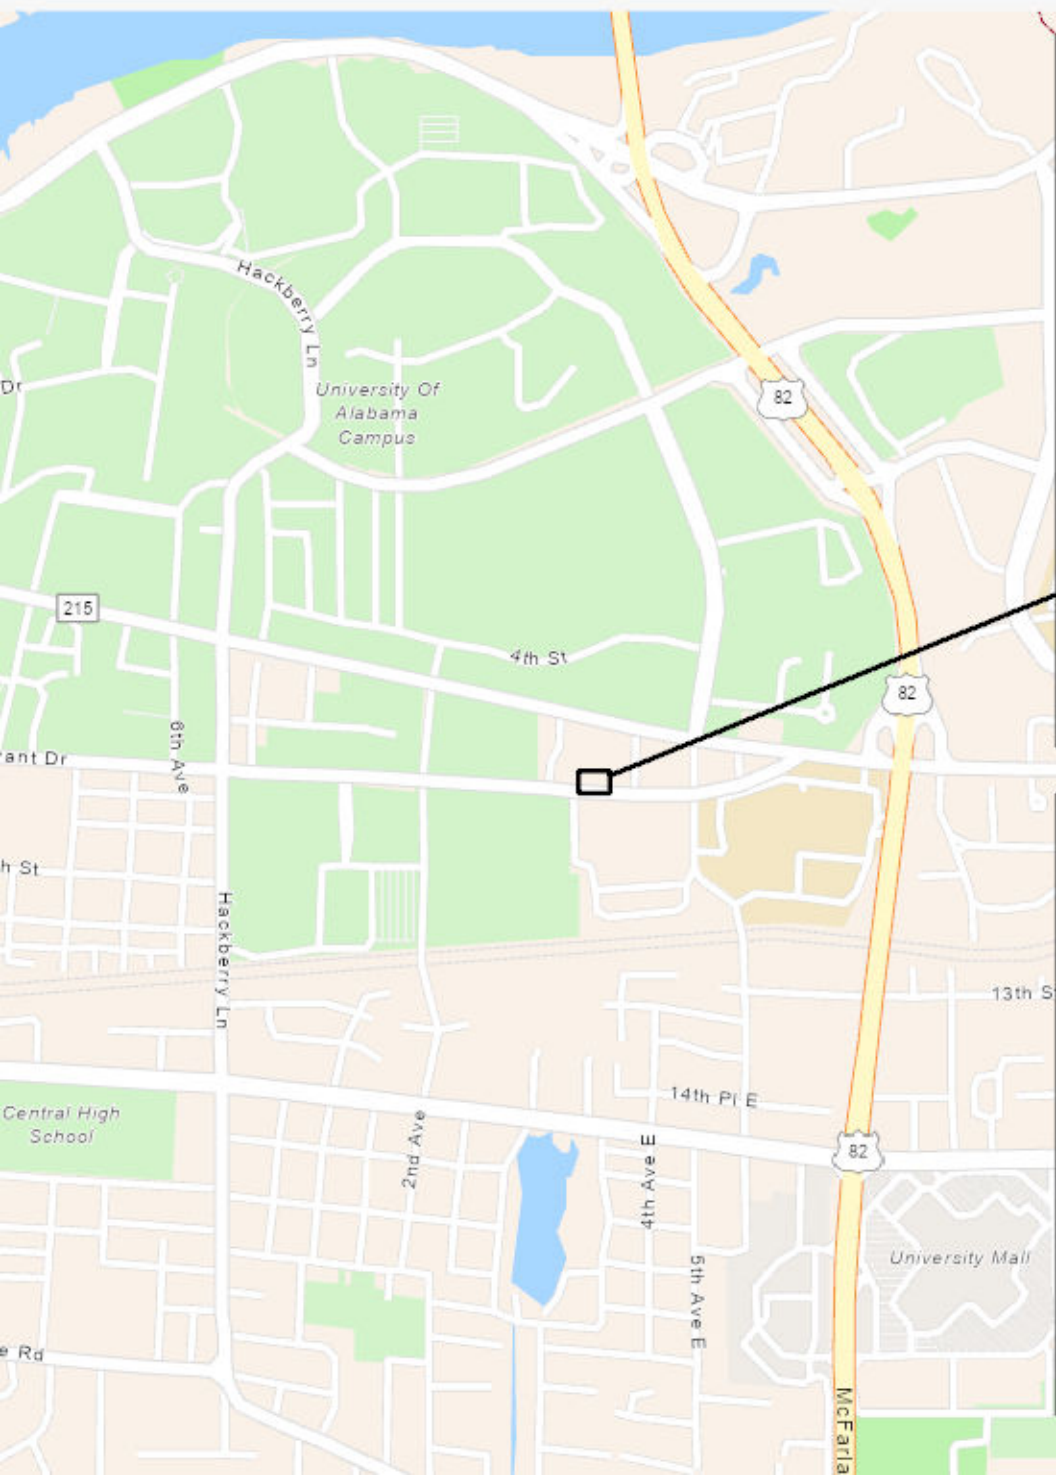 Hackberry Ln
Dr
University Of
Alabama
Campus
82
215
4th St
82
6th Ave
ant Dr
h St
Hackberry Ln
13th S
14th Pl E
Central High
School
2nd Ave
4th Ave E
82
University Mall
5th Ave E
e Rd
McFarla